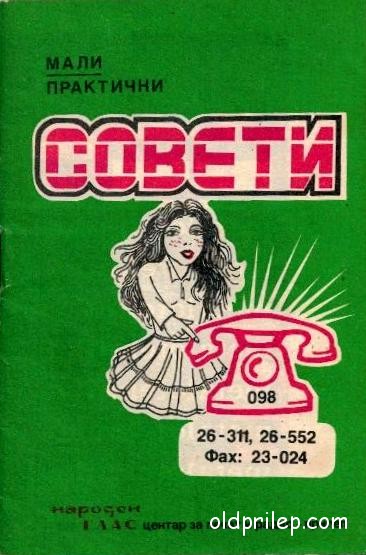 МАЛИ
ПРАКТИЧНИ
СОВЕТИ
098
26-311, 26-552
Фах: 23-024
народен
ГЛАС центар за
oldprilep.com